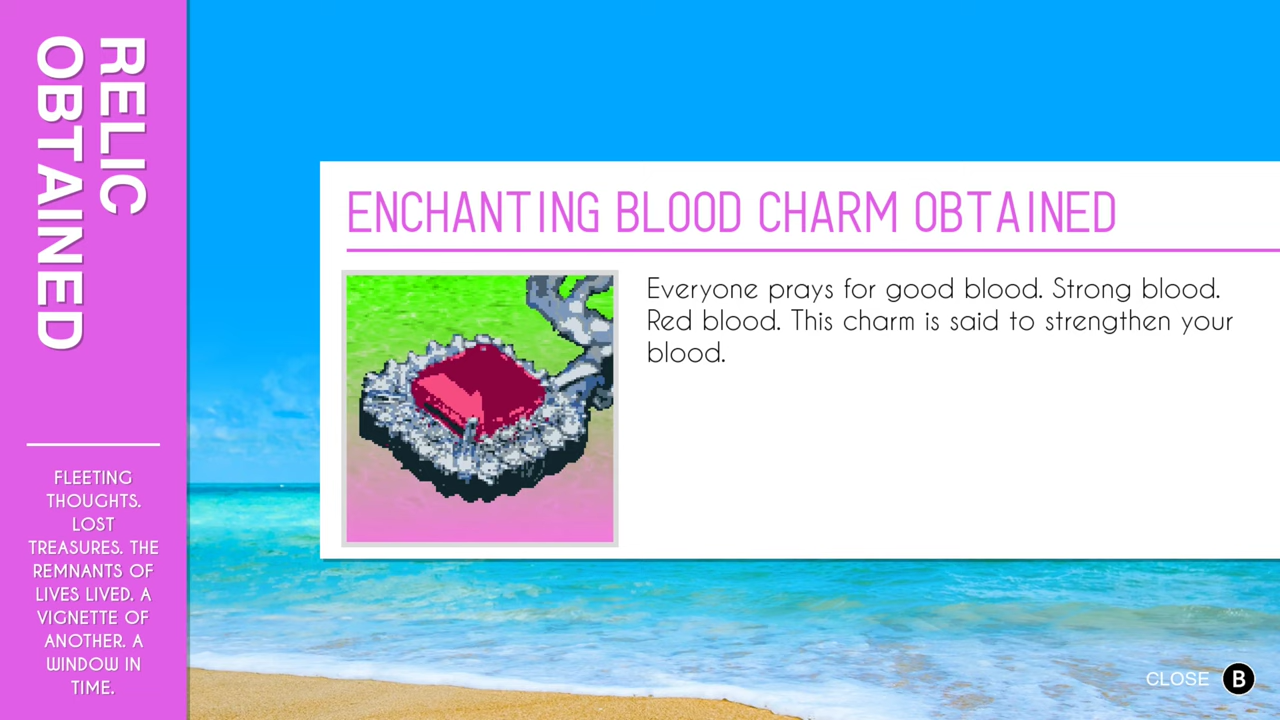 RELIC
OBTAINED
FLEETING
THOUGHTS.
LOST
TREASURES. THE
REMNANTS OF
LIVES LIVED. A
VIGNETTE OF
ANOTHER. A
WINDOW IN
TIME.
ENCHANTING BLOOD CHARM OBTAINED
Everyone prays for good blood. Strong blood.
Red blood. This charm is said to strengthen your
blood.
CLOSE B